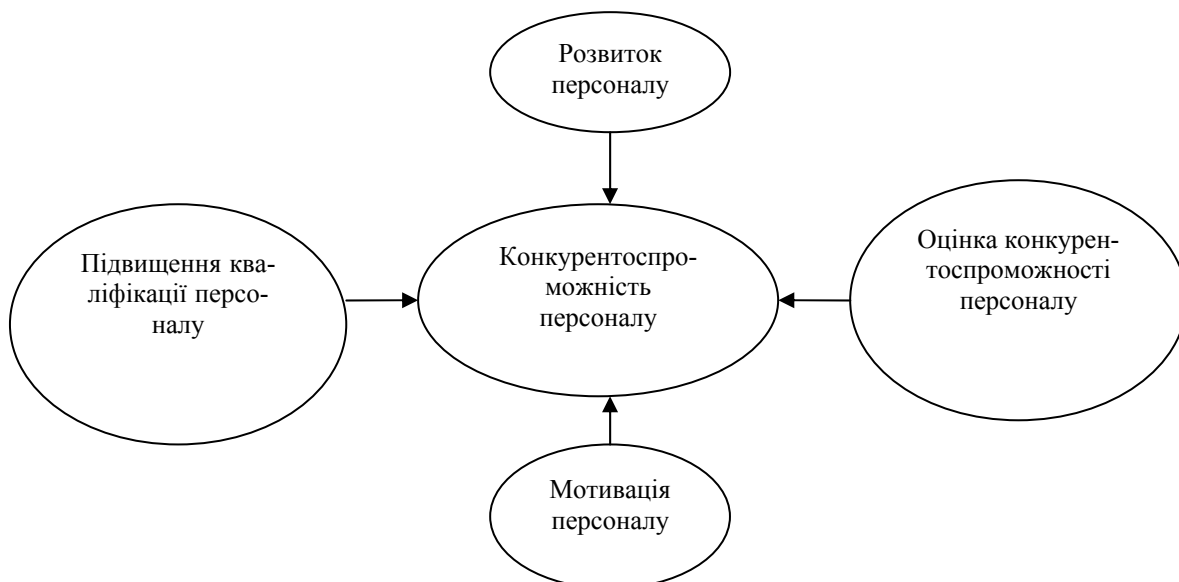 Розвиток
персоналу
Підвищення ква-
ліфікації персо-
налу
Конкурентоспро-
можність
персоналу
Оцінка конкурен-
тоспроможності
персоналу
Мотивація
персоналу